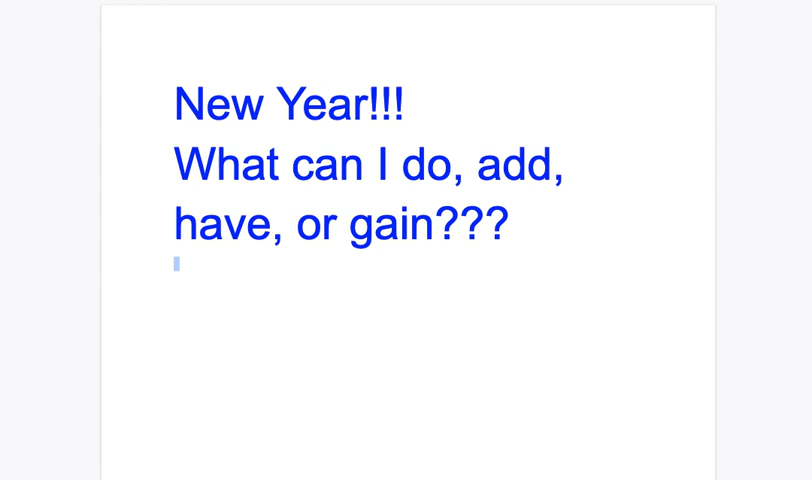 New Year!!!
What can I do, add,
have, or gain???